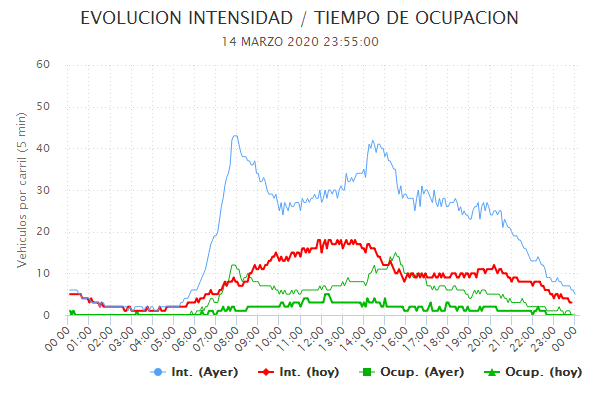 EVOLUCION INTENSIDAD / TIEMPO DE OCUPACION
14 MARZO 2020 23:55:00
Vehiculos por carril (5 min)
60
50
40
30
20
10
0
00:00 01:00 02:00 03:00 04:00 05:00 06:00 07:00 08:00 09:00 10:00 11:00 12:00 13:00 14:00 15:00 16:00 17:00 18:00 19:00 20:00 21:00 22:00 23:00 00:00
Int. (Ayer) Int. (hoy) Ocup. (Ayer) Ocup. (hoy)